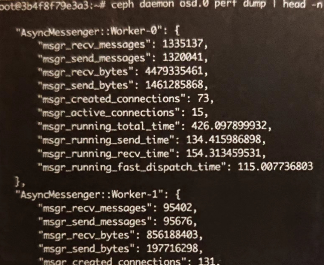 root@3b4f8f79e3a3:~# ceph daemon osd.0 perf dump | head -n
"AsyncMessenger::Worker-0": {
"msgr_recv_messages": 1335137,
"msgr_send_messages": 1320041,
"msgr_recv_bytes": 4479335461,
"msgr_send_bytes": 1461285868,
"msgr_created_connections": 73,
"msgr_active_connections": 15,
"msgr_running_total_time": 426.097899932,
"msgr_running_send_time": 134.415986898,
"msgr_running_recv_time": 154.313459531,
"msgr_running_fast_dispatch_time": 115.007736803
},
"AsyncMessenger::Worker-1": {
"msgr_recv_messages": 95402,
"msgr_send_messages": 95676,
"msgr_recv_bytes": 856188403,
"msgr_send_bytes": 197716298,
"msgr_created_connections": 131,